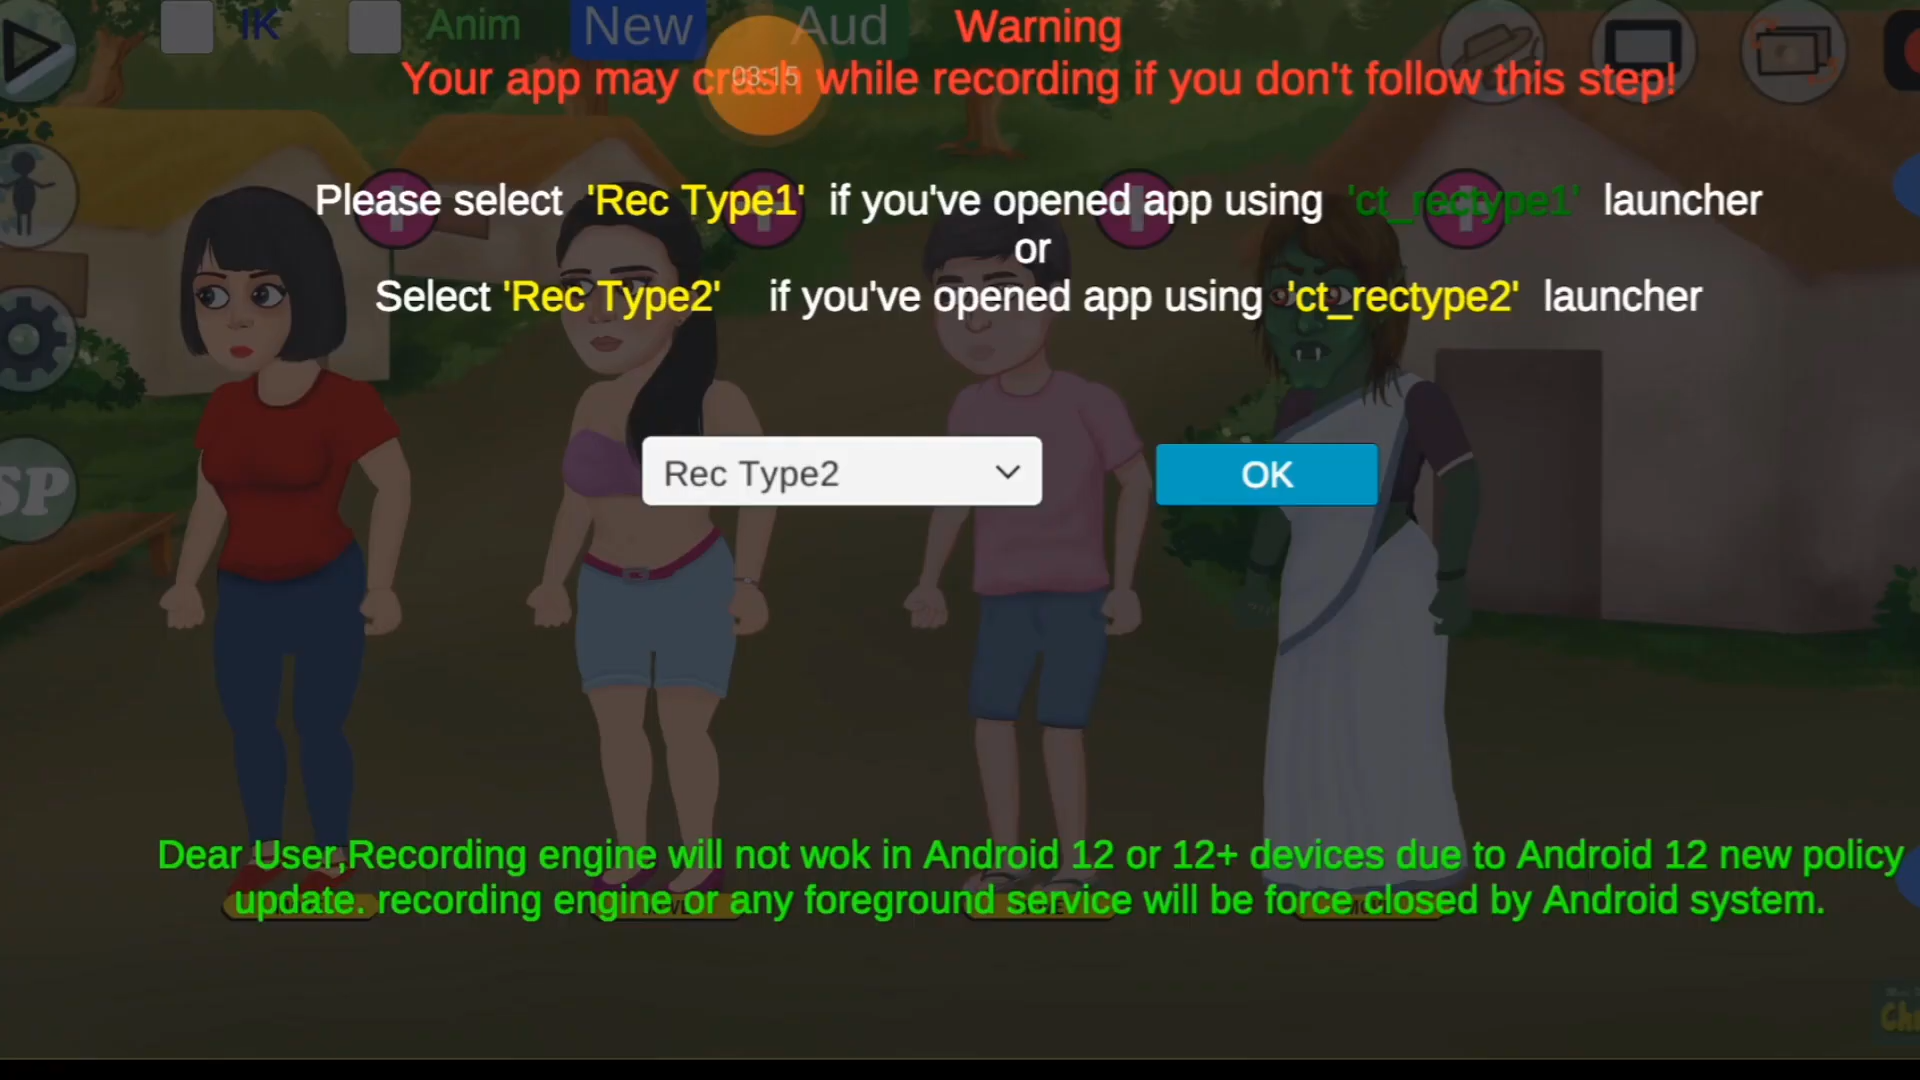 IK
Anim
New
Aud
Warning
03:15
Your app may crash while recording if you don't follow this step!
Please select 'Rec Type1' if you've opened app using 'ct_rectype1' launcher
or
Select 'Rec Type2' if you've opened app using 'ct_rectype2' launcher
SP
Rec Type2
OK
Dear User,Recording engine will not wok in Android 12 or 12+ devices due to Android 12 new policy
update. recording engine or any foreground service will be force closed by Android system.